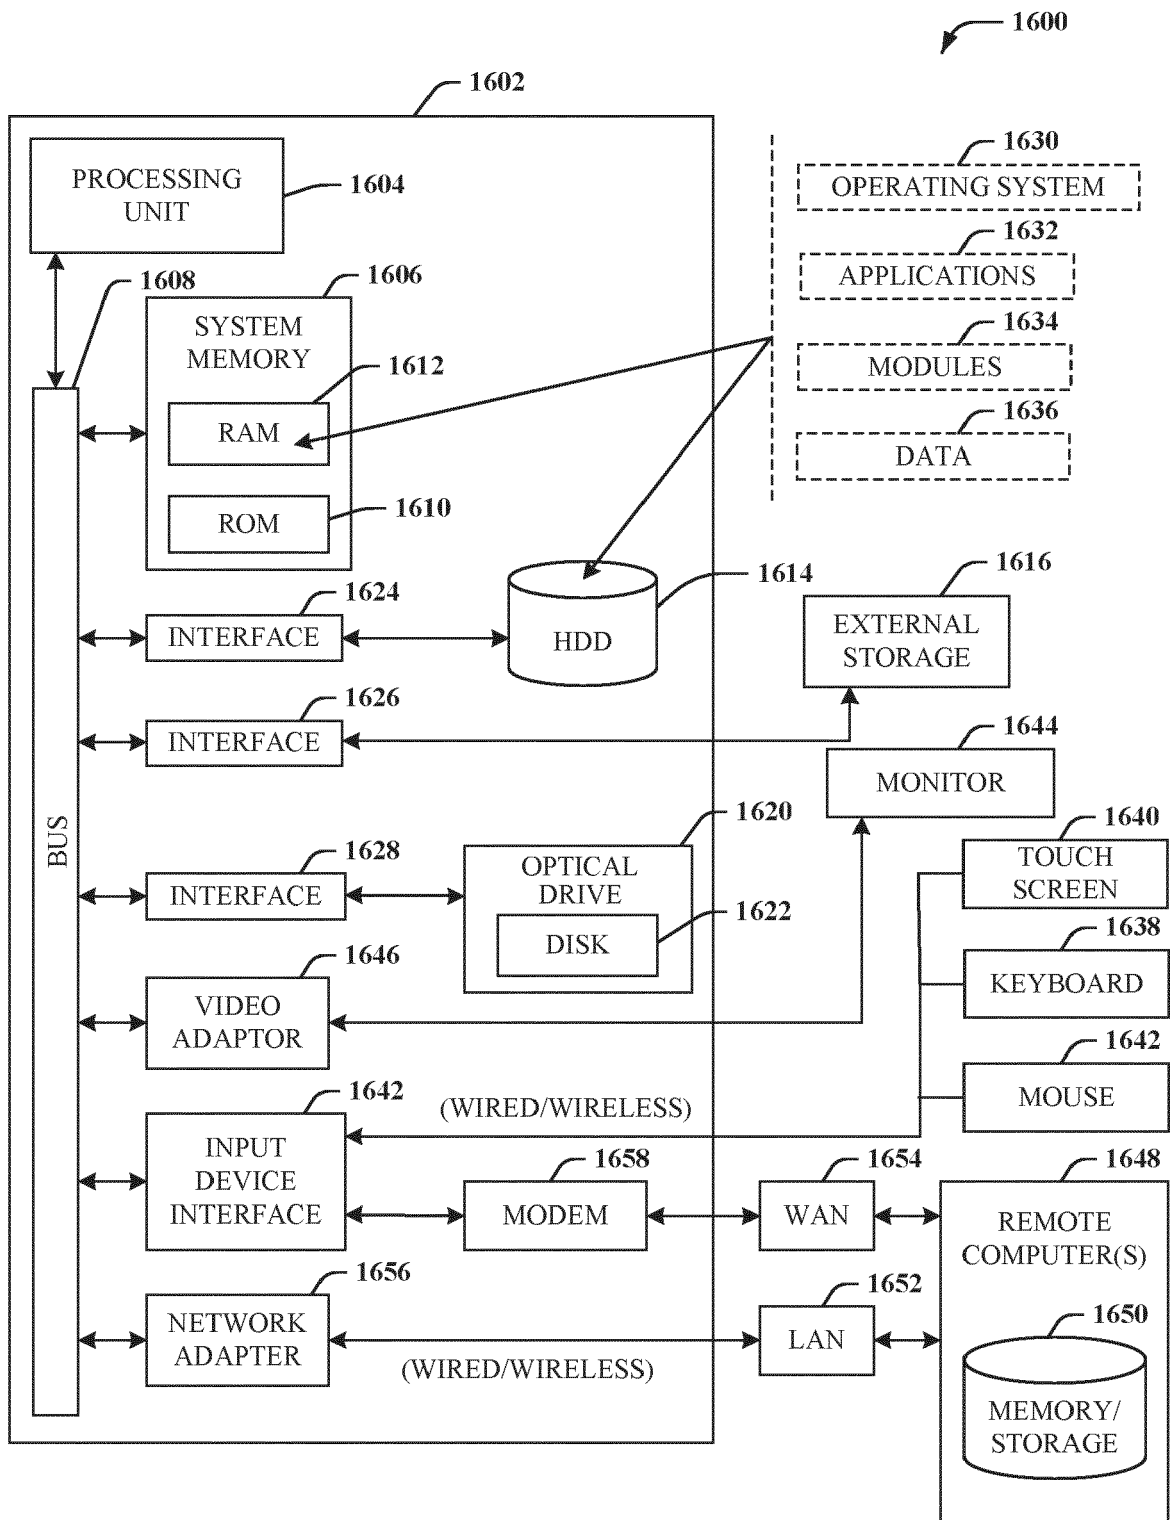 1600
1602
PROCESSING
UNIT
1604
1608
1606
SYSTEM
MEMORY
1612
RAM
1610
ROM
1630
OPERATING SYSTEM
1632
APPLICATIONS
1634
MODULES
1636
DATA
1624
INTERFACE
1614
HDD
1616
EXTERNAL
STORAGE
1626
INTERFACE
1644
MONITOR
BUS
1628
INTERFACE
1620
OPTICAL
DRIVE
1622
DISK
1640
TOUCH
SCREEN
1638
KEYBOARD
1642
MOUSE
1646
VIDEO
ADAPTOR
1642
INPUT
DEVICE
INTERFACE
(WIRED/WIRELESS)
1658
MODEM
1654
WAN
1648
REMOTE
COMPUTER(S)
1656
NETWORK
ADAPTER
(WIRED/WIRELESS)
1652
LAN
1650
MEMORY/
STORAGE